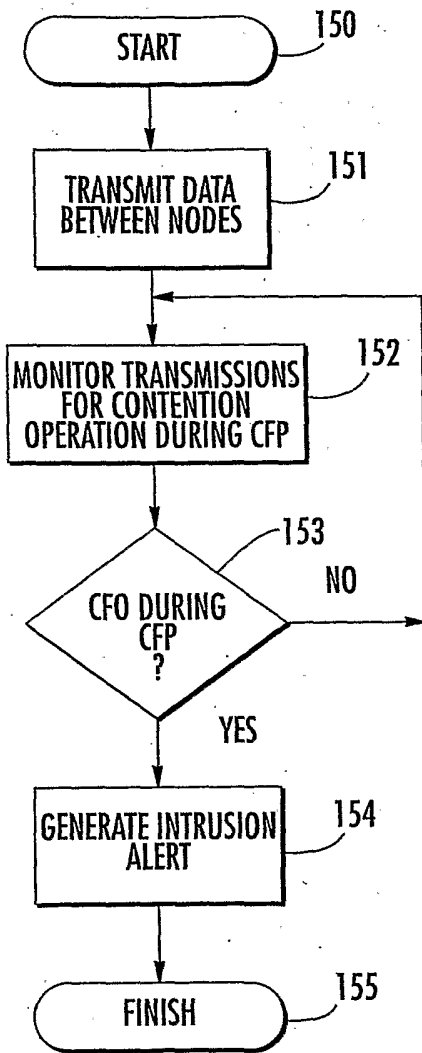 START
150
TRANSMIT DATA
BETWEEN NODES
151
MONITOR TRANSMISSIONS
FOR CONTENTION
OPERATION DURING CFP
152
CFO DURING
CFP
?
153
NO
YES
GENERATE INTRUSION
ALERT
154
FINISH
155